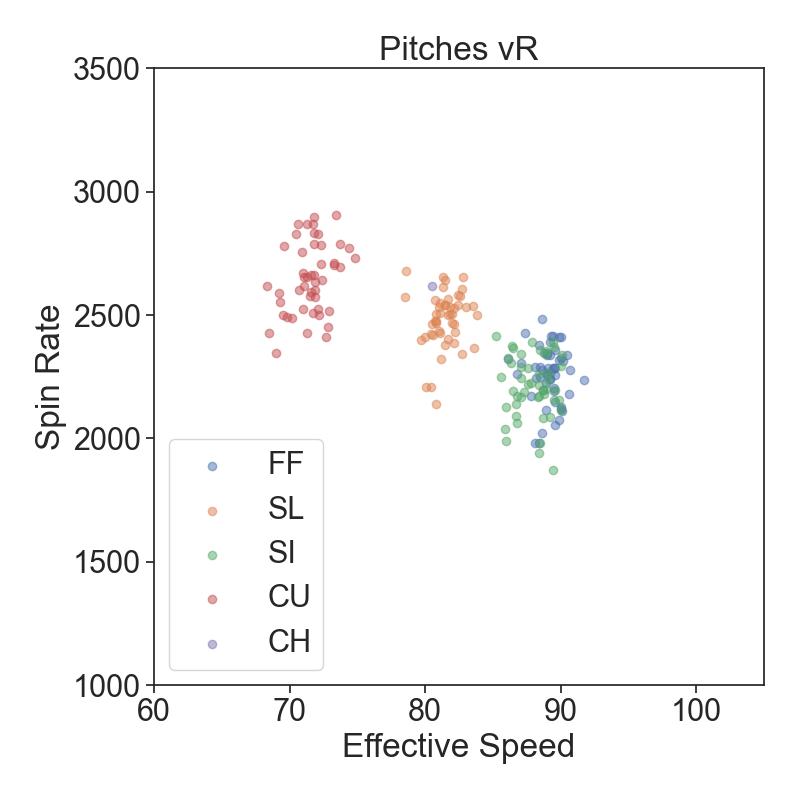 Pitches vR
3500
3000
2500
2000
1500
1000
Spin Rate
FF
SL
SI
CU
CH
60 70 80 90 100
Effective Speed